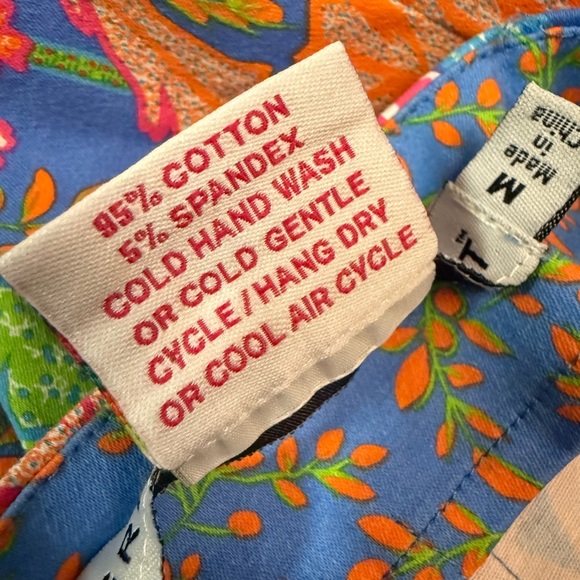 95% COTTON
5% SPANDEX
COLD HAND WASH
OR COLD GENTLE
CYCLE / HANG DRY
OR COOL AIR CYCLE
M
Made
in
China